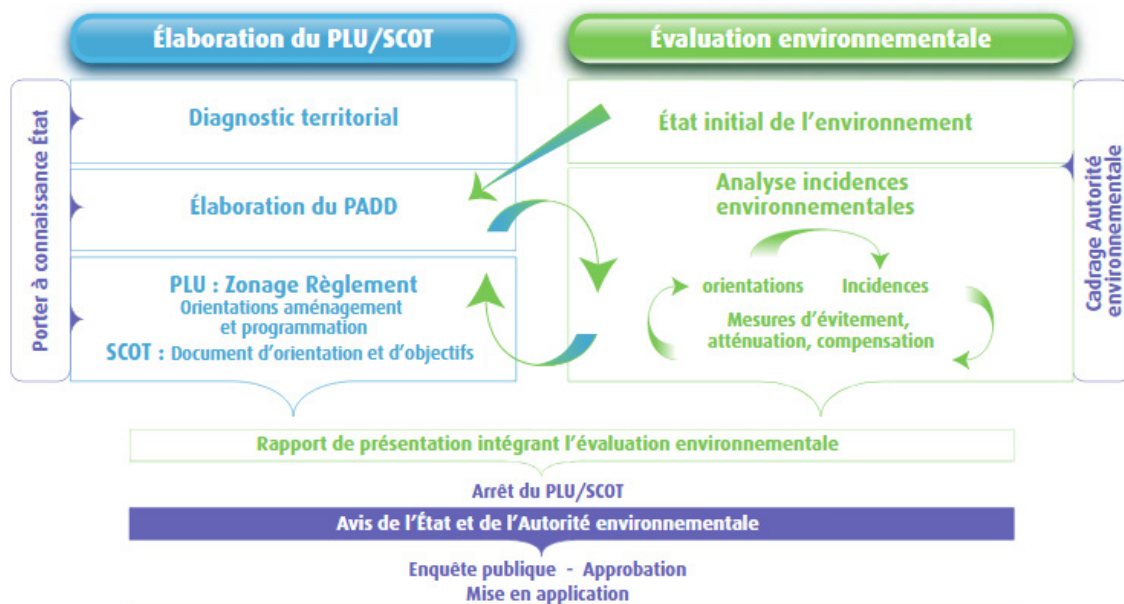 Élaboration du PLU/SCOT
Évaluation environnementale
Porter à connaissance État
Diagnostic territorial
État initial de l'environnement
Cadrage Autorité
environnementale
Élaboration du PADD
Analyse incidences
environnementales
PLU : Zonage Règlement
Orientations aménagement
et programmation
SCOT : Document d'orientation et d'objectifs
orientations
Incidences
Mesures d'évitement,
atténuation, compensation
Rapport de présentation intégrant l'évaluation environnementale
Arrêt du PLU/SCOT
Avis de l'État et de l'Autorité environnementale
Enquête publique - Approbation
Mise en application